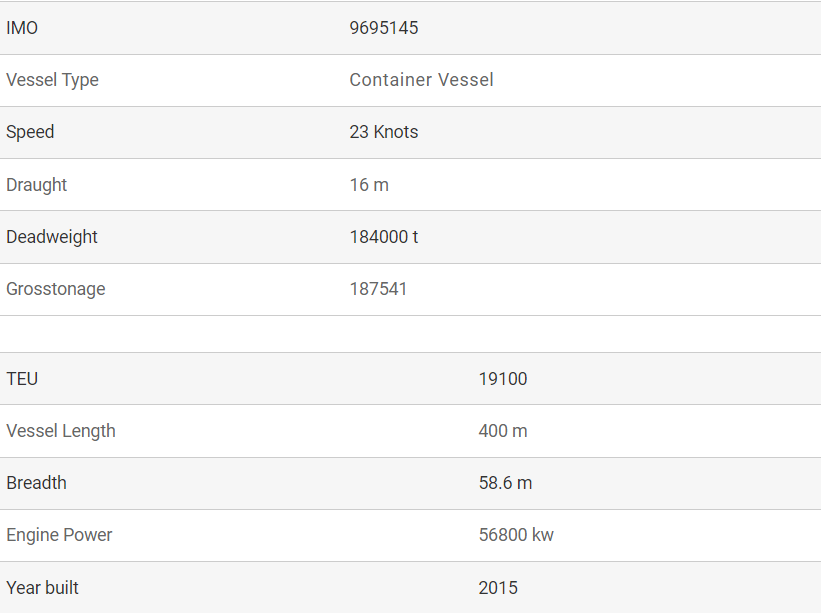 IMO 9695145
Vessel Type Container Vessel
Speed 23 Knots
Draught 16 m
Deadweight 184000 t
Grosstonage 187541
TEU 19100
Vessel Length 400 m
Breadth 58.6 m
Engine Power 56800 kw
Year built 2015